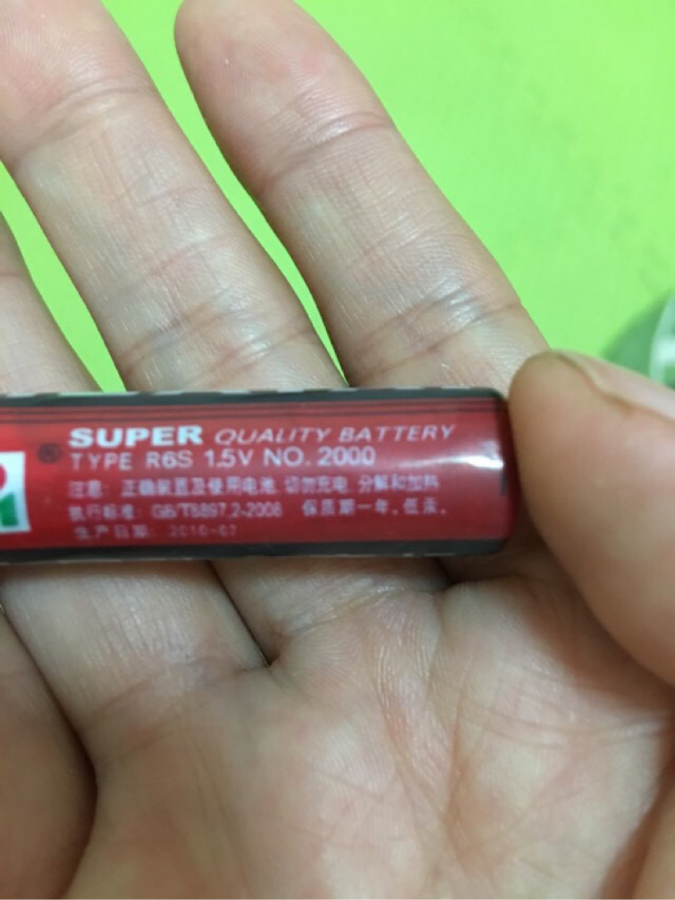 SUPER QUALITY BATTERY
® TYPE R6S 1.5V NO. 2000
注意: 正确装置及使用电池,切勿充电,分解和加热
执行标准: GB/T8897.2-2008 保质期一年,低汞。
生产日期: